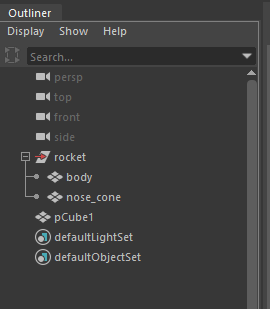 Outliner
Display Show Help
Search...
persp
top
front
side
rocket
body
nose_cone
pCube1
defaultLightSet
defaultObjectSet